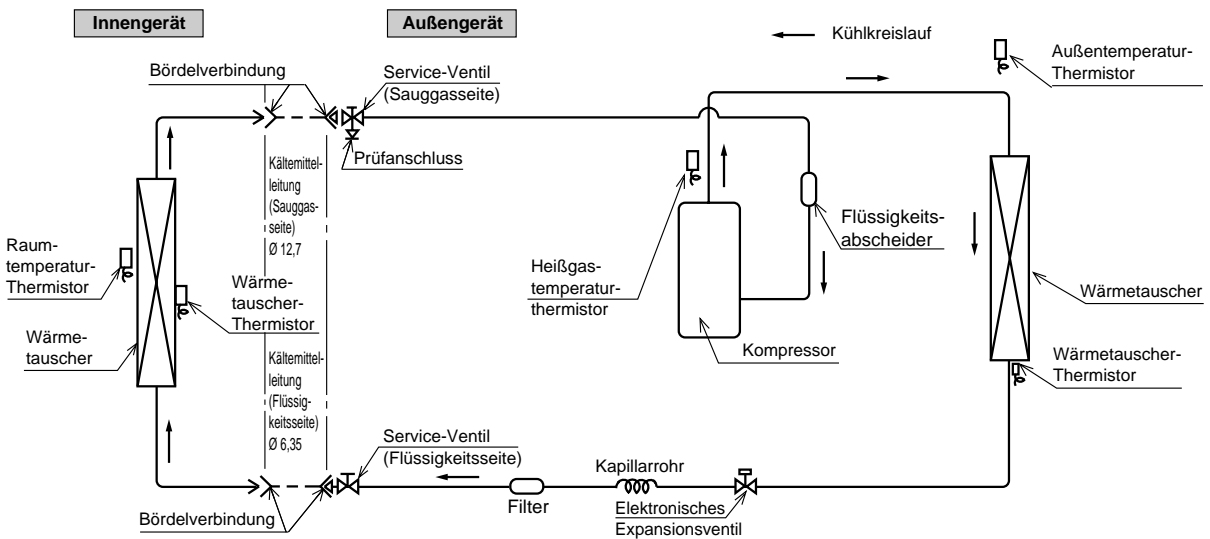 Innengerät
Außengerät
Kühlkreislauf
Außentemperatur-
Thermistor
Bördelverbindung
Service-Ventil
(Sauggasseite)
Prüfanschluss
Kältemittel-
leitung
(Sauggas-
seite)
Ø 12,7
Raum-
temperatur-
Thermistor
Wärme-
tauscher-
Thermistor
Wärme-
tauscher
Kältemittel-
leitung
(Flüssig-
keitsseite)
Ø 6,35
Heißgas-
temperatur-
thermistor
Flüssigkeits-
abscheider
Kompressor
Wärmetauscher
Wärmetauscher-
Thermistor
Service-Ventil
(Flüssigkeitsseite)
Bördelverbindung
Filter
Kapillarrohr
Elektronisches
Expansionsventil